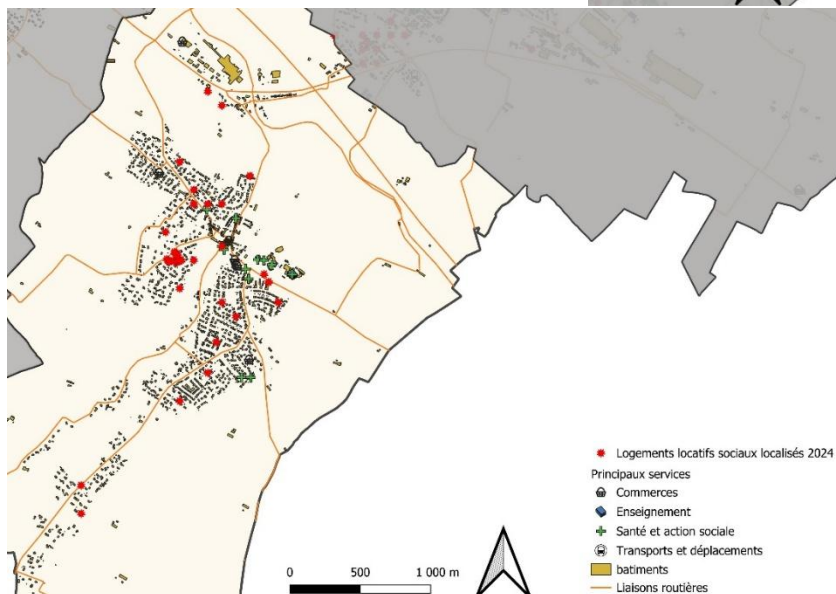 Logements locatifs sociaux localisés 2024
Principaux services
Commerces
Enseignement
Santé et action sociale
Transports et déplacements
batiments
Liaisons routières
0 500 1 000 m